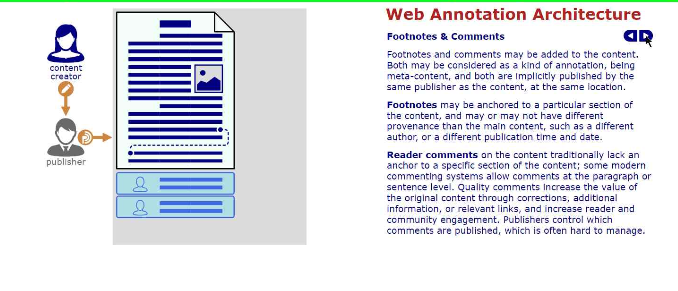 Web Annotation Architecture
Footnotes & Comments
content
creator
publisher
Footnotes and comments may be added to the content.
Both may be considered as a kind of annotation, being
meta-content, and both are implicitly published by the
same publisher as the content, at the same location.
Footnotes may be anchored to a particular section of
the content, and may or may not have different
provenance than the main content, such as a different
author, or a different publication time and date.
Reader comments on the content traditionally lack an
anchor to a specific section of the content; some modern
commenting systems allow comments at the paragraph or
sentence level. Quality comments increase the value of
the original content through corrections, additional
information, or relevant links, and increase reader and
community engagement. Publishers control which
comments are published, which is often hard to manage.